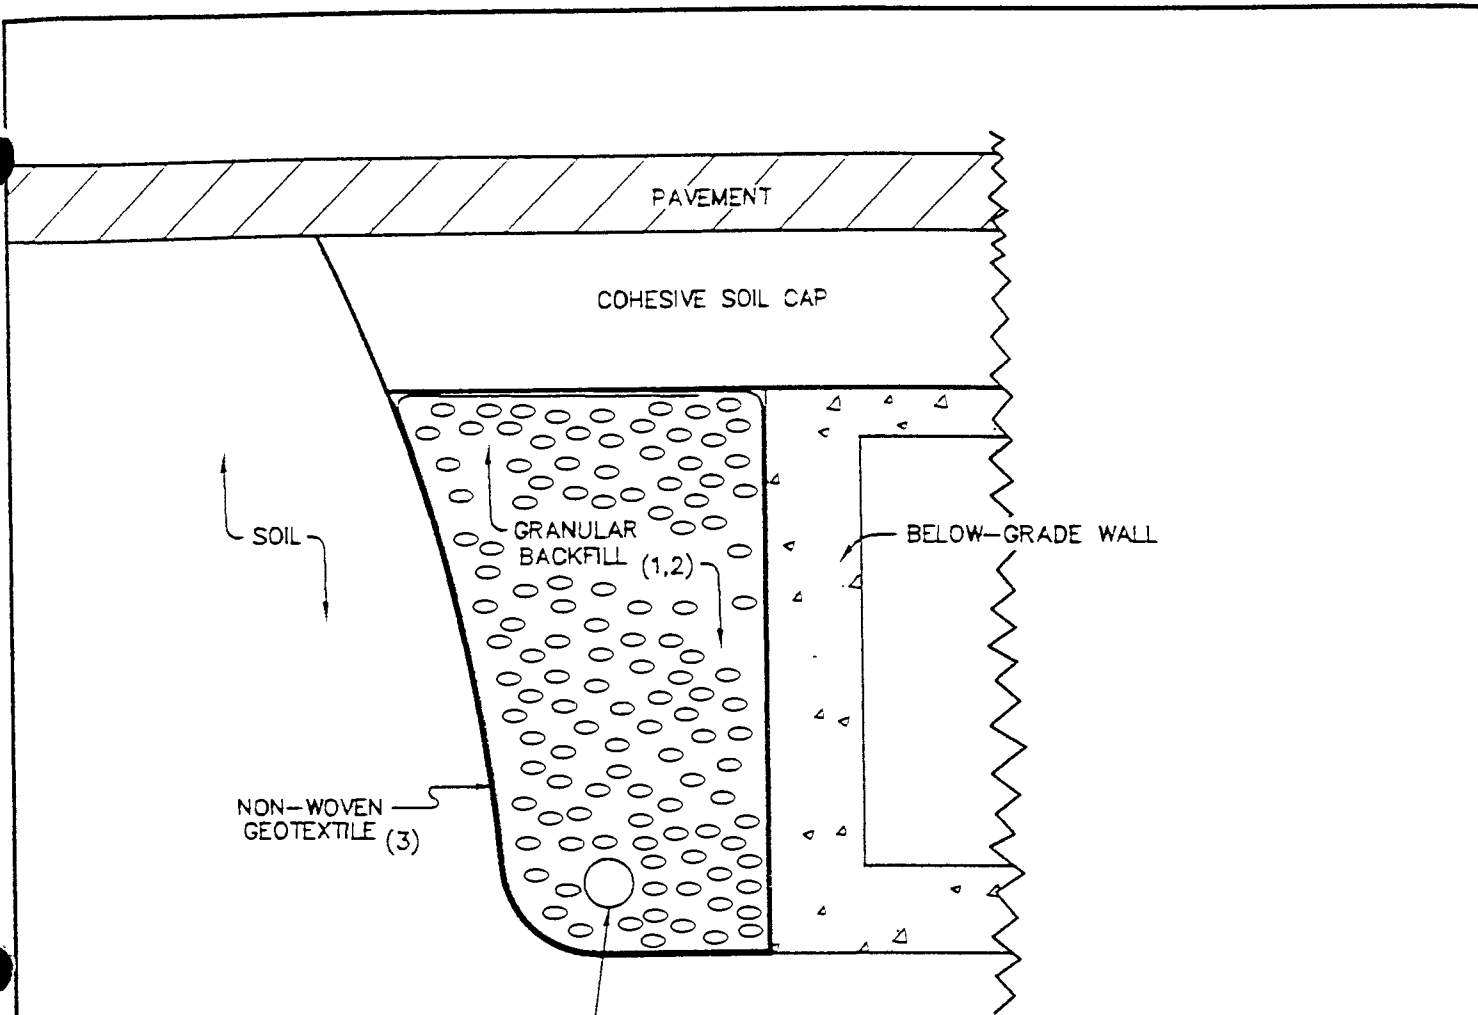 PAVEMENT
COHESIVE SOIL CAP
SOIL
GRANULAR
BACKFILL (1,2)
BELOW-GRADE WALL
NON-WOVEN
GEOTEXTILE (3)